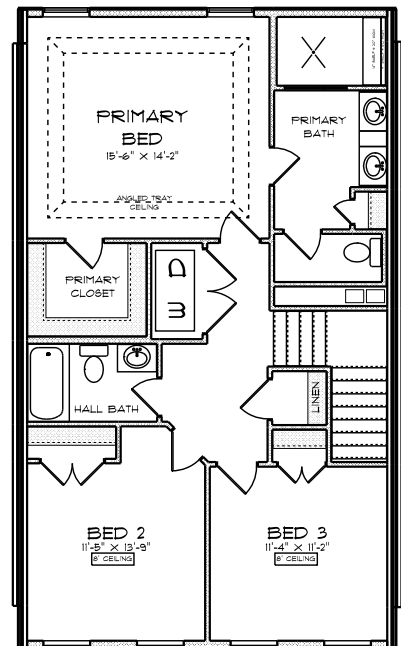 PRIMARY
BED
15'-6" X 14'-2"
ANGLED TRAY
CEILING
PRIMARY
BATH
PRIMARY
CLOSET
D
W
HALL BATH
LINEN
BED 2
11'-5" X 13'-9"
8' CEILING
BED 3
11'-4" X 11'-2"
8' CEILING